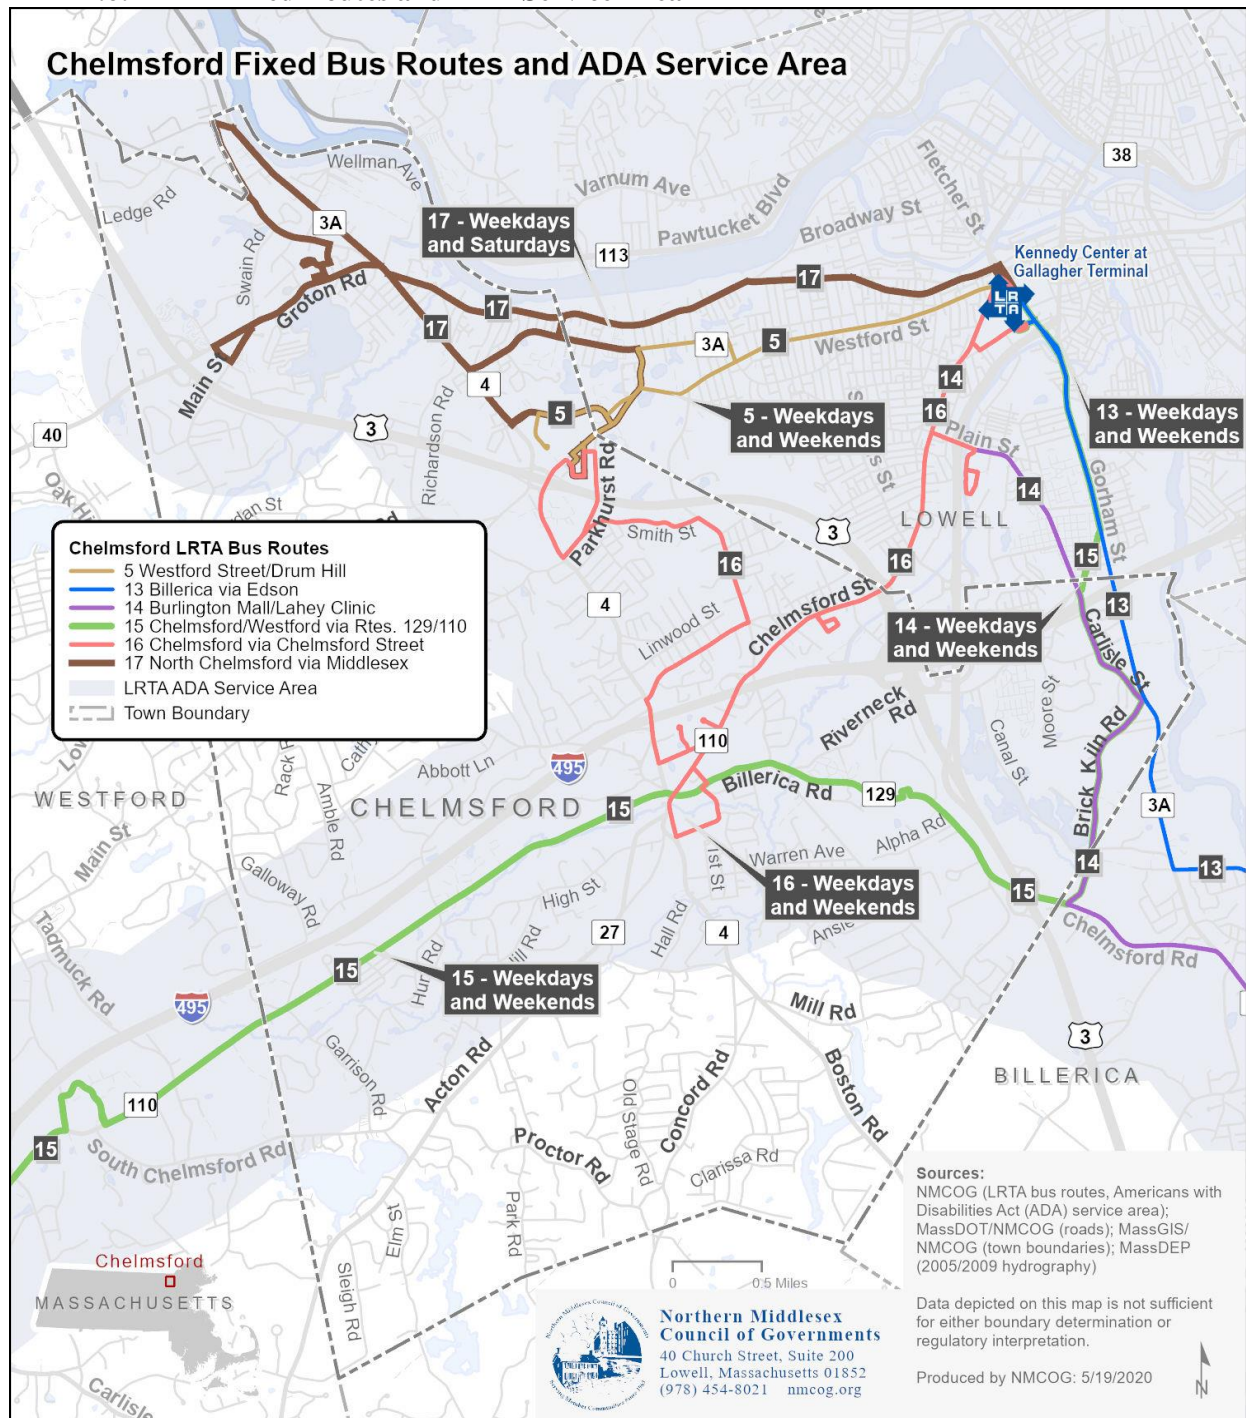 Chelmsford Fixed Bus Routes and ADA Service Area
38
Fletcher St
Wellman Ave
Varnum Ave
Pawtucket Blvd
Broadway St
Ledge Rd
3A
17 - Weekdays
and Saturdays
113
Kennedy Center at
Gallagher Terminal
Swain Rd
Groton Rd
17
17
17
LR
TA
3A
5
Westford St
Main St
4
14
5
5 - Weekdays
and Weekends
16
13 - Weekdays
and Weekends
40
3
Richardson Rd
Plain St
Parkhurst Rd
14
Gorham St
LOWELL
Smith St
3
16
16
15
Chelmsford LRTA Bus Routes
5 Westford Street/Drum Hill
13 Billerica via Edson
14 Burlington Mall/Lahey Clinic
15 Chelmsford/Westford via Rtes. 129/110
16 Chelmsford via Chelmsford Street
17 North Chelmsford via Middlesex
LRTA ADA Service Area
Town Boundary
4
Chelmsford St
13
Linwood St
14 - Weekdays
and Weekends
Carlisle St
Moore St
Riverneck
Rd
Canal St
Brick Kiln Rd
110
Abbott Ln
495
Billerica Rd
129
WESTFORD
CHELMSFORD
15
3A
Amble Rd
Main St
Alpha Rd
Warren Ave
1st St
14
13
Galloway Rd
16 - Weekdays
and Weekends
15
High St
Tadmuck Rd
27
Hall Rd
4
Chelmsford Rd
15
15 - Weekdays
and Weekends
495
Mill Rd
3
Garrison Rd
Acton Rd
Boston Rd
BILLERICA
Concord Rd
Old Stage Rd
110
15
South Chelmsford Rd
Proctor Rd
Clarissa Rd
Park Rd
Elm St
Sleigh Rd
Sources:
NMCOG (LRTA bus routes, Americans with
Disabilities Act (ADA) service area);
MassDOT/NMCOG (roads); MassGIS/
NMCOG (town boundaries); MassDEP
(2005/2009 hydrography)
Data depicted on this map is not sufficient
for either boundary determination or
regulatory interpretation.
Produced by NMCOG: 5/19/2020
N
Chelmsford
MASSACHUSETTS
0 0.5 Miles
Northern Middlesex
Council of Governments
40 Church Street, Suite 200
Lowell, Massachusetts 01852
(978) 454-8021 nmcog.org